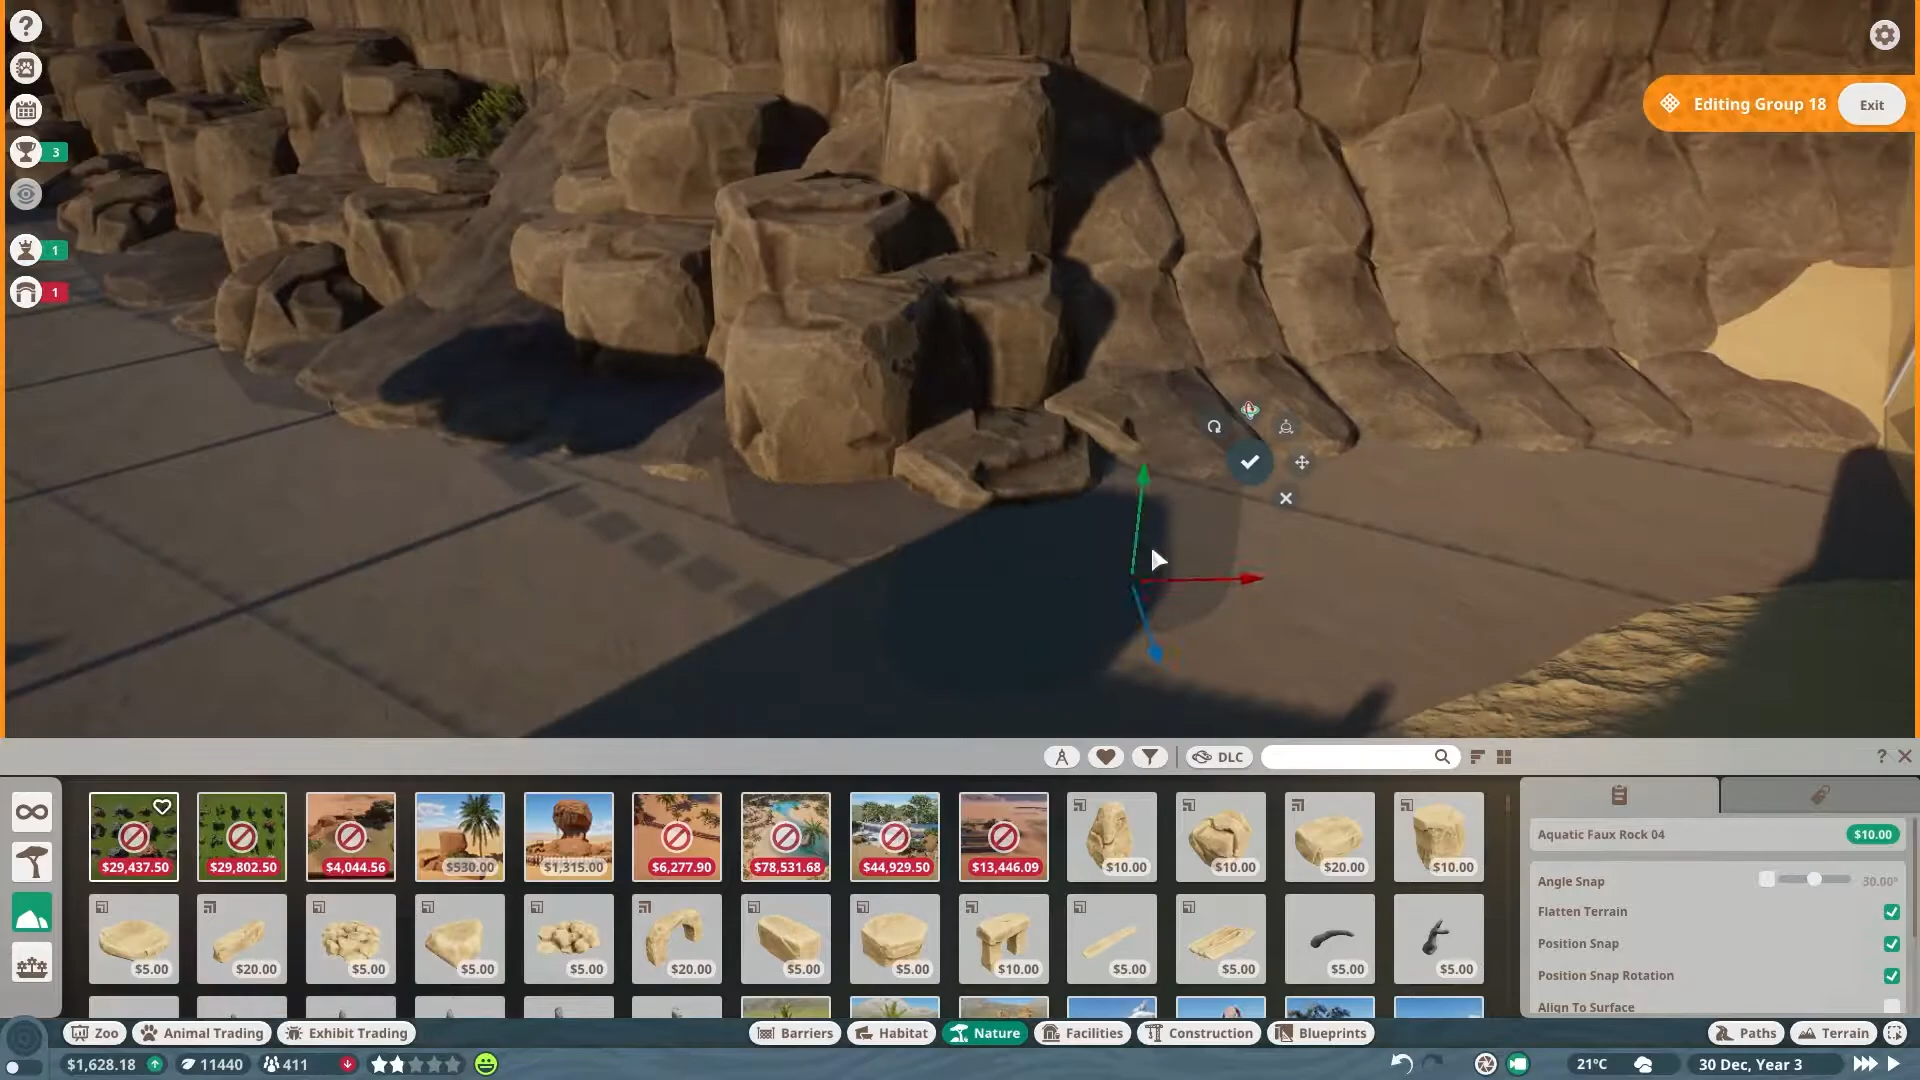 ?
Editing Group 18
Exit
3
1
1
DLC
?
$29,437.50
$29,802.50
$4,044.56
$530.00
$1,315.00
$6,277.90
$78,531.68
$44,929.50
$13,446.09
$10.00
$10.00
$20.00
$10.00
$5.00
$20.00
$5.00
$5.00
$5.00
$20.00
$5.00
$5.00
$10.00
$5.00
$5.00
$5.00
$5.00
Aquatic Faux Rock 04
$10.00
Angle Snap
30.00°
Flatten Terrain
Position Snap
Position Snap Rotation
Align To Surface
Zoo
Animal Trading
Exhibit Trading
Barriers
Habitat
Nature
Facilities
Construction
Blueprints
Paths
Terrain
$1,628.18
11440
411
21°C
30 Dec, Year 3